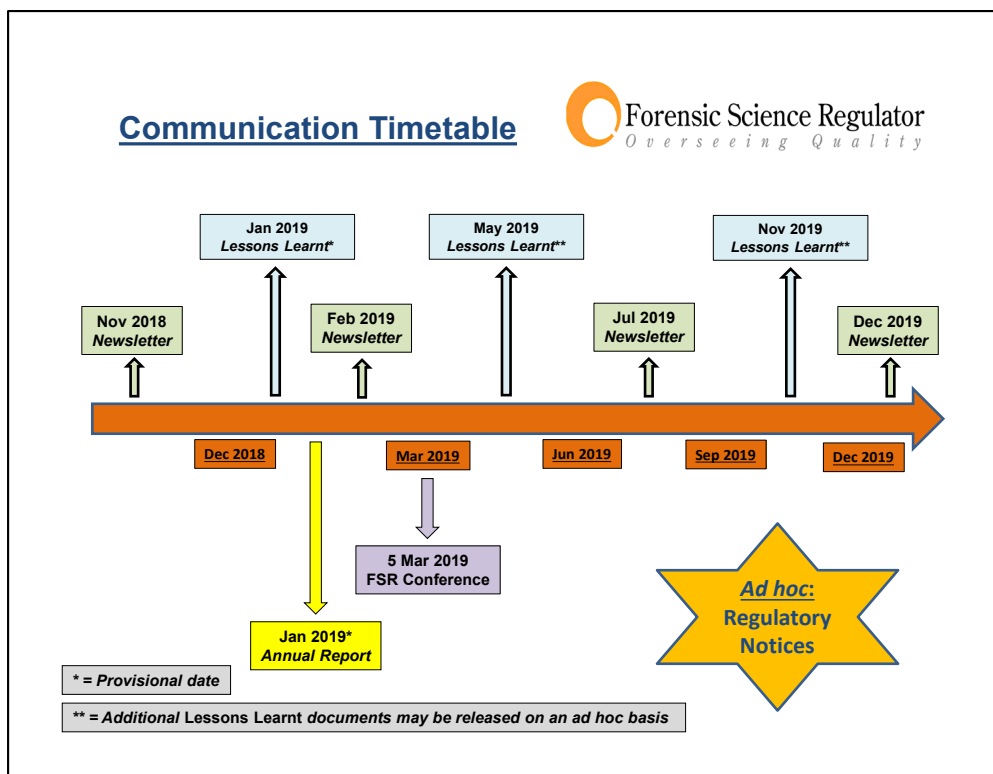 Communication Timetable
Forensic Science Regulator
Overseeing Quality
Jan 2019
Lessons Learnt*
May 2019
Lessons Learnt**
Nov 2019
Lessons Learnt**
Nov 2018
Newsletter
Feb 2019
Newsletter
Jul 2019
Newsletter
Dec 2019
Newsletter
Dec 2018
Mar 2019
Jun 2019
Sep 2019
Dec 2019
5 Mar 2019
FSR Conference
Ad hoc:
Regulatory
Notices
Jan 2019*
Annual Report
* = Provisional date
** = Additional Lessons Learnt documents may be released on an ad hoc basis